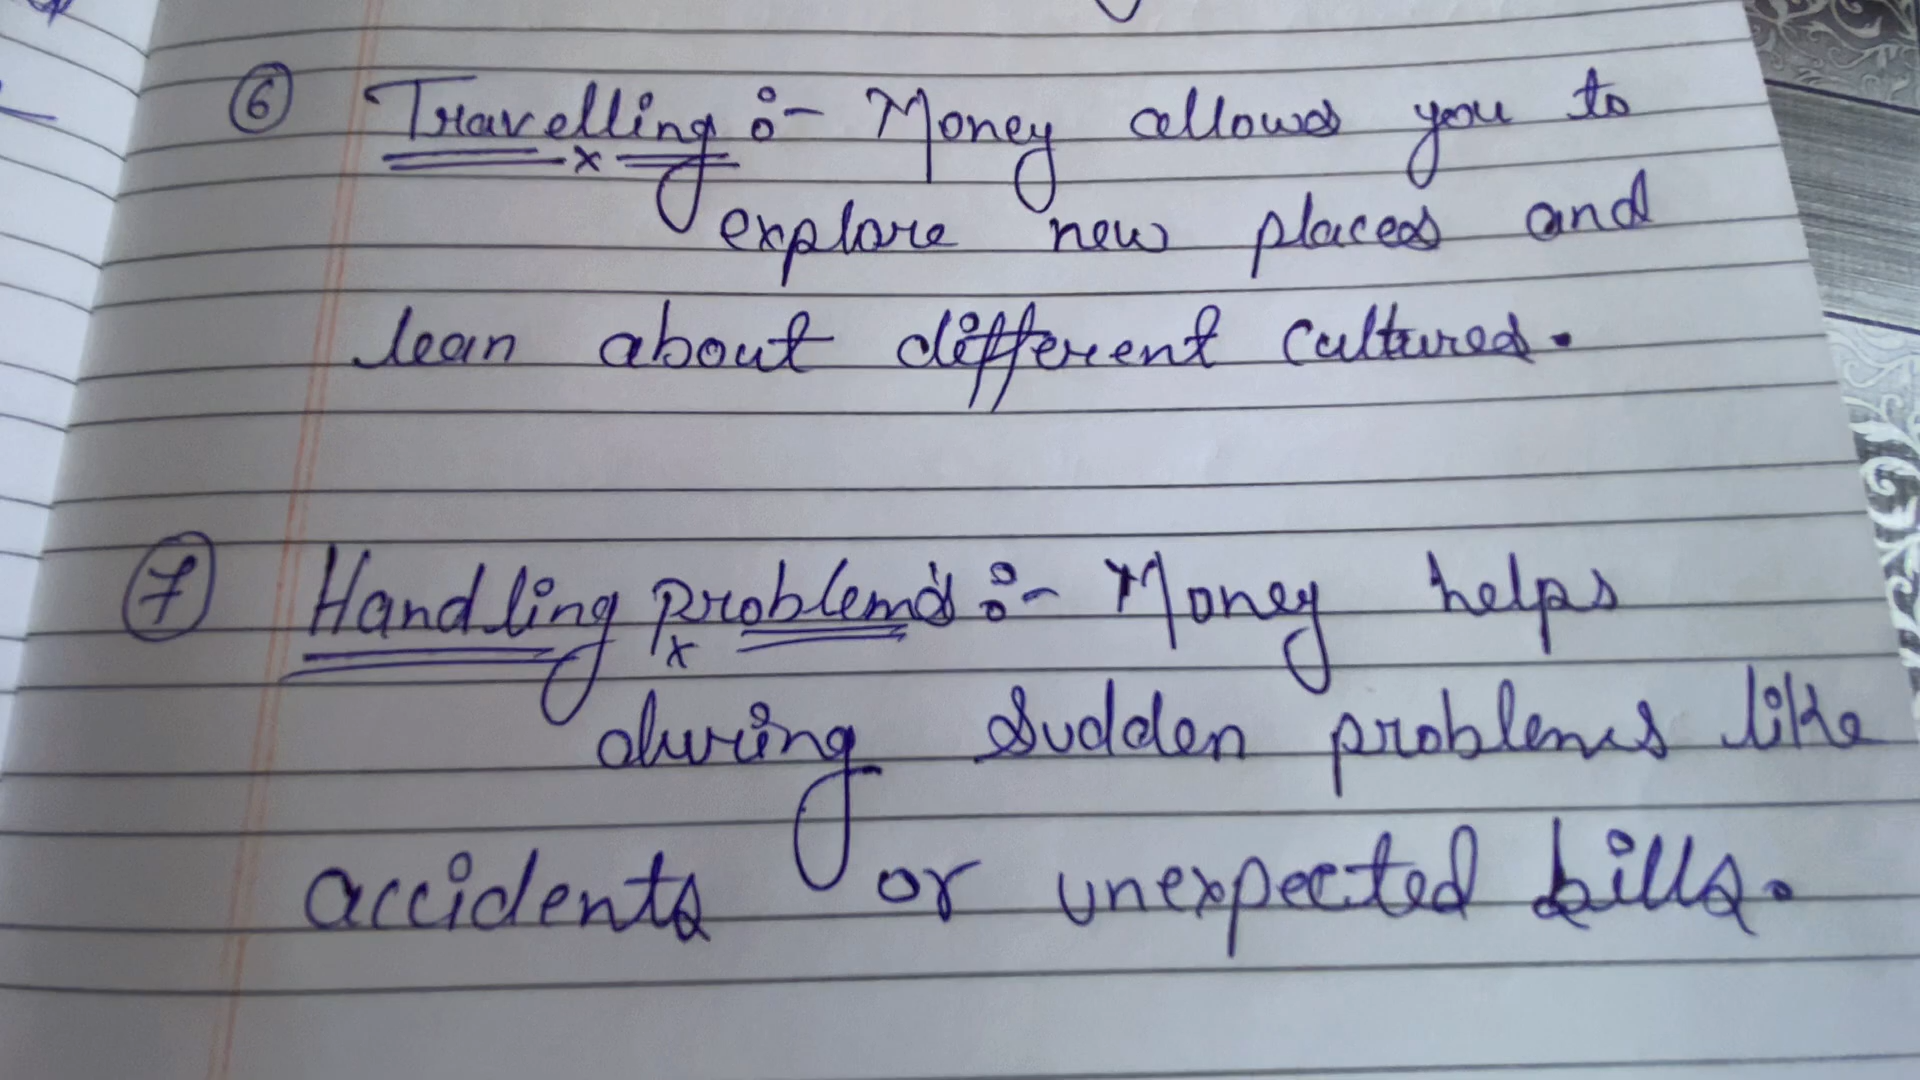 ⑥ Travelling :- Money allows you to
explore new places and
lean about different cultures.
⑦ Handling problems :- Money helps
during sudden problems like
accidents or unexpected bills.